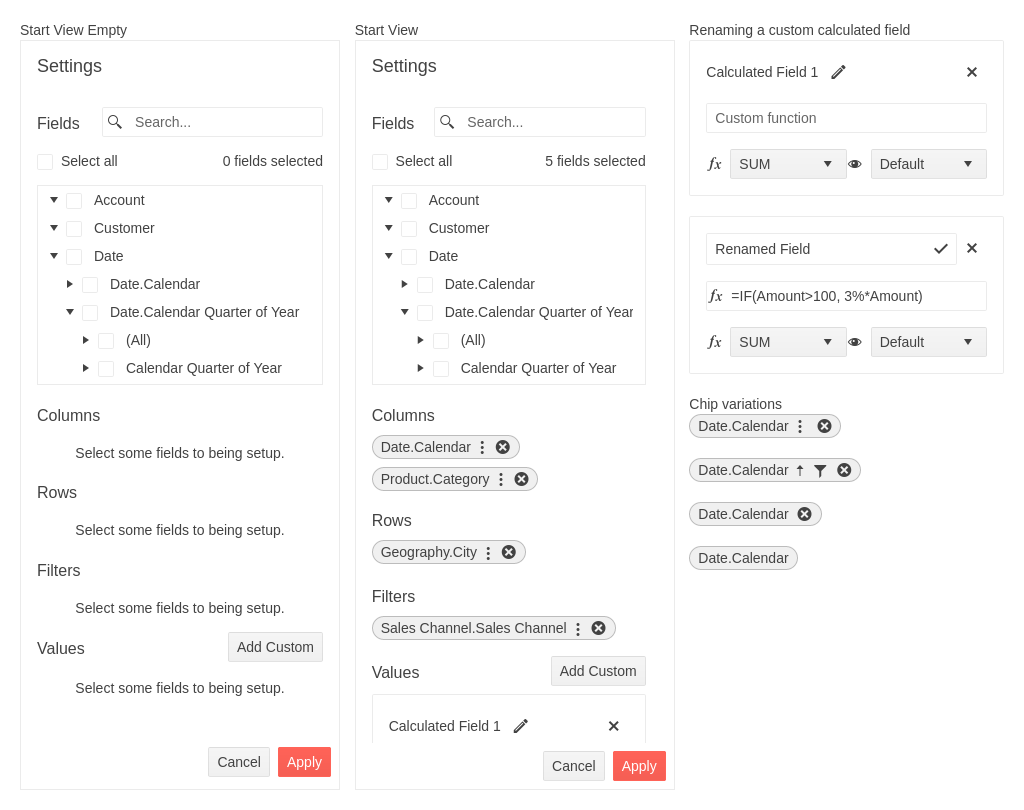 Start View Empty
Settings
Fields
Search...
Select all
0 fields selected
Account
Customer
Date
Date.Calendar
Date.Calendar Quarter of Year
(All)
Calendar Quarter of Year
Columns
Select some fields to being setup.
Rows
Select some fields to being setup.
Filters
Select some fields to being setup.
Values
Add Custom
Select some fields to being setup.
Cancel
Apply
Start View
Settings
Fields
Search...
Select all
5 fields selected
Account
Customer
Date
Date.Calendar
Date.Calendar Quarter of Year
(All)
Calendar Quarter of Year
Columns
Date.Calendar
Product.Category
Rows
Geography.City
Filters
Sales Channel.Sales Channel
Values
Add Custom
Calculated Field 1
Cancel
Apply
Renaming a custom calculated field
Calculated Field 1
Custom function
fx SUM
Default
Renamed Field
fx =IF(Amount>100, 3%*Amount)
fx SUM
Default
Chip variations
Date.Calendar
Date.Calendar
Date.Calendar
Date.Calendar